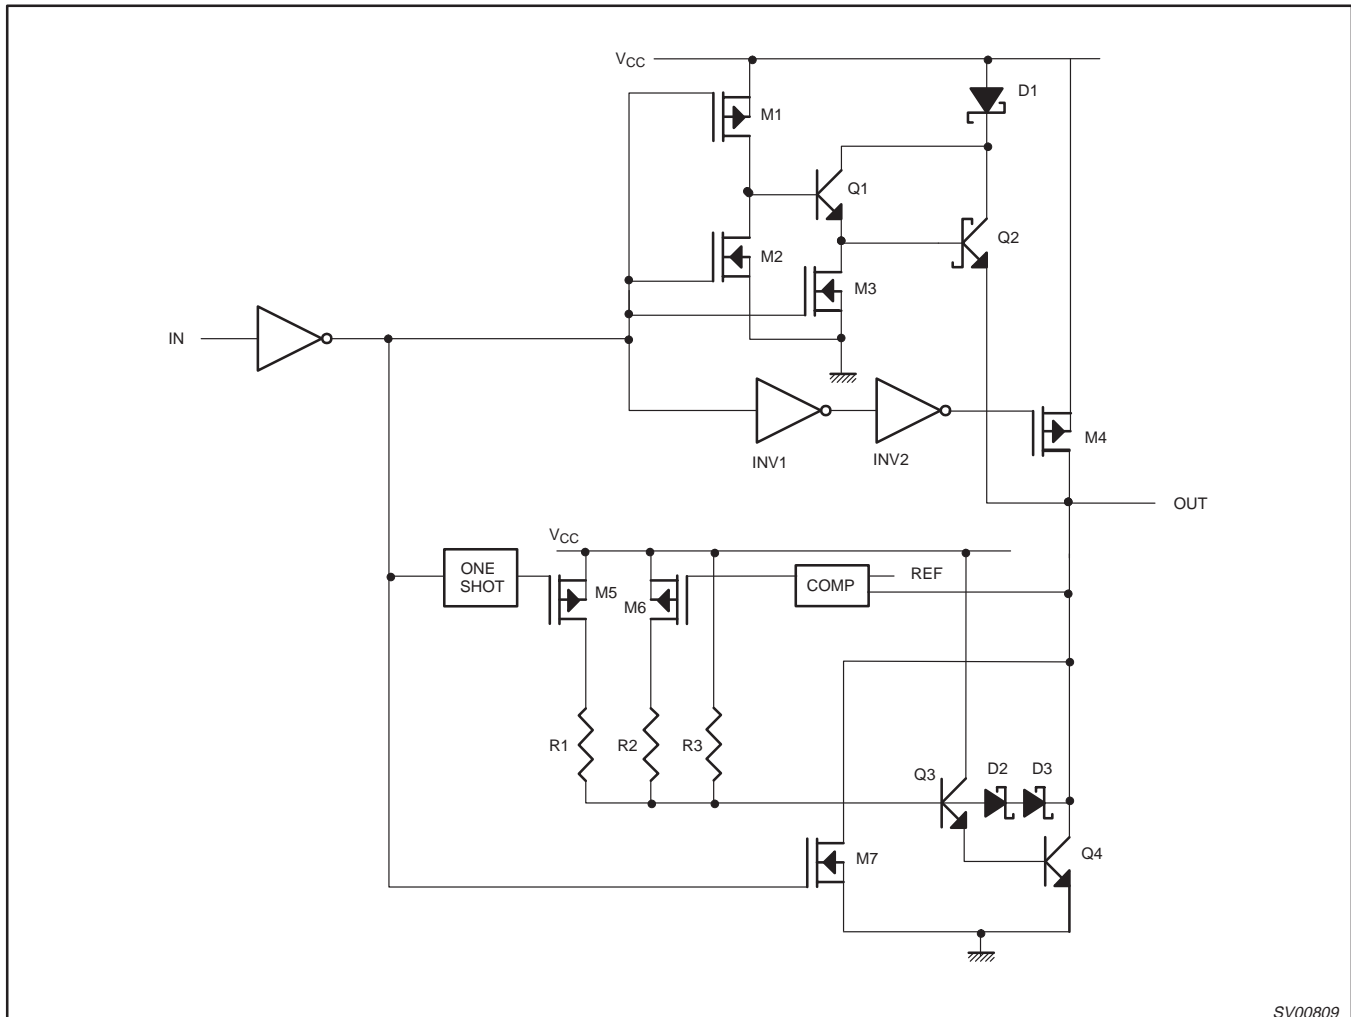 VCC
D1
M1
Q1
Q2
M2
M3
IN
M4
INV1
INV2
OUT
VCC
ONE
SHOT
M5
M6
COMP
REF
R1
R2
R3
Q3
D2
D3
M7
Q4
SV00809